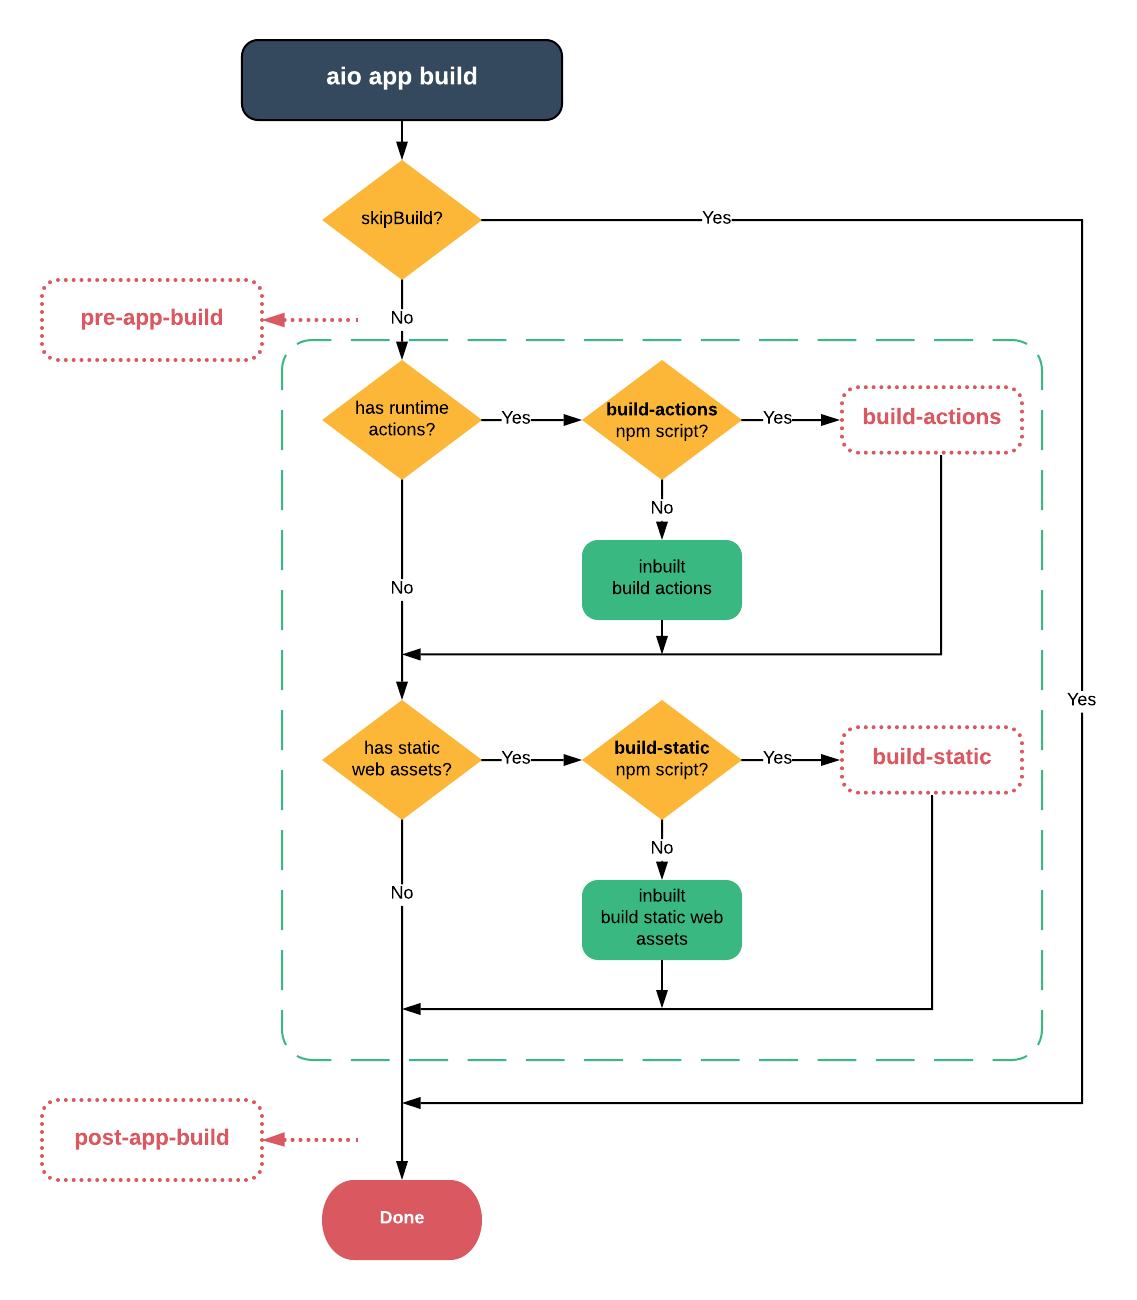 aio app build
skipBuild?
Yes
pre-app-build
No
has runtime
actions?
Yes
build-actions
npm script?
Yes
build-actions
No
inbuilt
build actions
No
Yes
has static
web assets?
Yes
build-static
npm script?
Yes
build-static
No
No
inbuilt
build static web
assets
post-app-build
Done